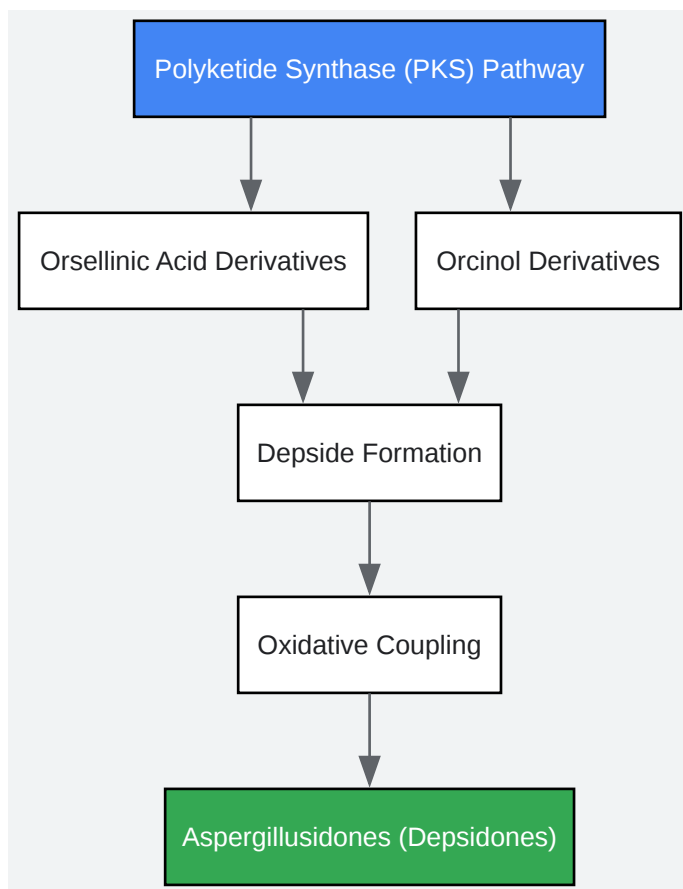 Polyketide Synthase (PKS) Pathway
Orsellinic Acid Derivatives
Orcinol Derivatives
Depside Formation
Oxidative Coupling
Aspergillusidones (Depsidones)